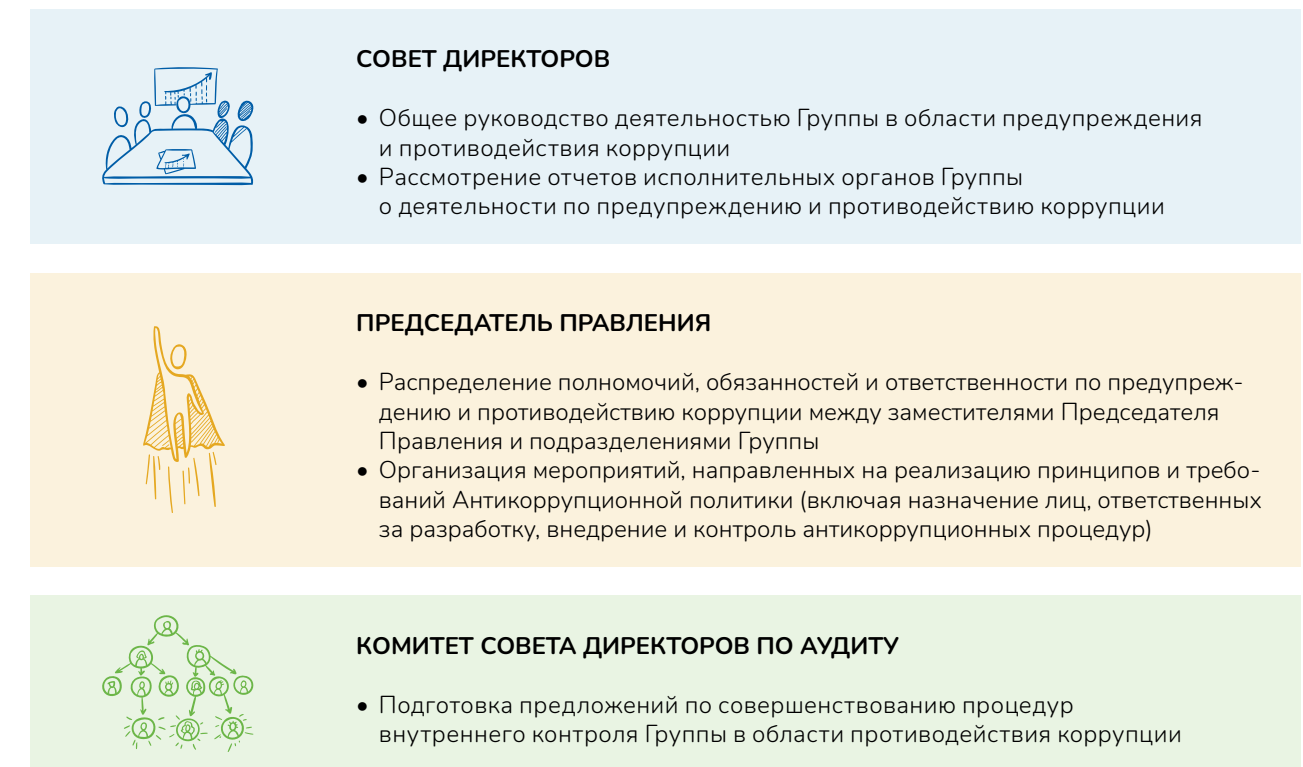 СОВЕТ ДИРЕКТОРОВ
• Общее руководство деятельностью Группы в области предупреждения
и противодействия коррупции
• Рассмотрение отчетов исполнительных органов Группы
о деятельности по предупреждению и противодействию коррупции
ПРЕДСЕДАТЕЛЬ ПРАВЛЕНИЯ
• Распределение полномочий, обязанностей и ответственности по предупреж-
дению и противодействию коррупции между заместителями Председателя
Правления и подразделениями Группы
• Организация мероприятий, направленных на реализацию принципов и требо-
ваний Антикоррупционной политики (включая назначение лиц, ответственных
за разработку, внедрение и контроль антикоррупционных процедур)
КОМИТЕТ СОВЕТА ДИРЕКТОРОВ ПО АУДИТУ
• Подготовка предложений по совершенствованию процедур
внутреннего контроля Группы в области противодействия коррупции